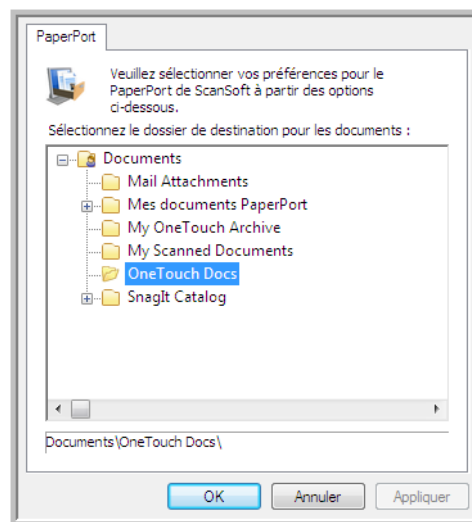 PaperPort
Veuillez sélectionner vos préférences pour le
PaperPort de ScanSoft à partir des options
ci-dessous.
Sélectionnez le dossier de destination pour les documents :
Documents
Mail Attachments
Mes documents PaperPort
My OneTouch Archive
My Scanned Documents
OneTouch Docs
SnagIt Catalog
Documents\OneTouch Docs\
OK Annuler Appliquer